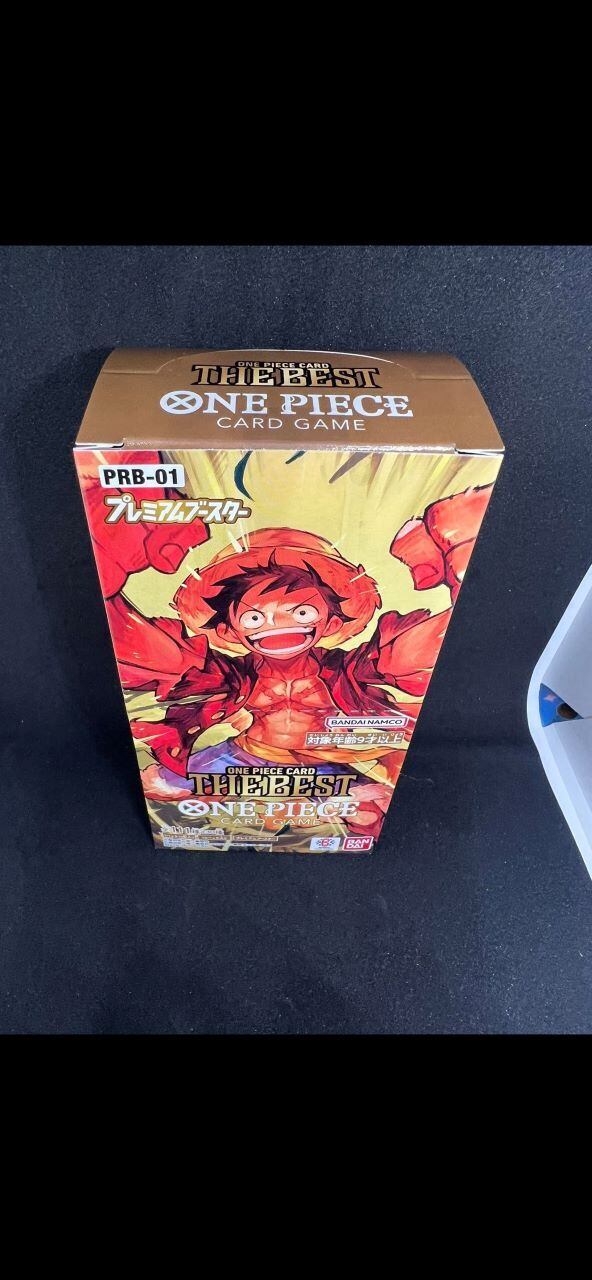 ONE PIECE CARD
THE BEST
ONE PIECE
CARD GAME
PRB-01
プレミアムブースター
BANDAI NAMCO
対象年齢9才以上
ONE PIECE CARD
THE BEST
ONE PIECE
CARD GAME
BAN
DAI